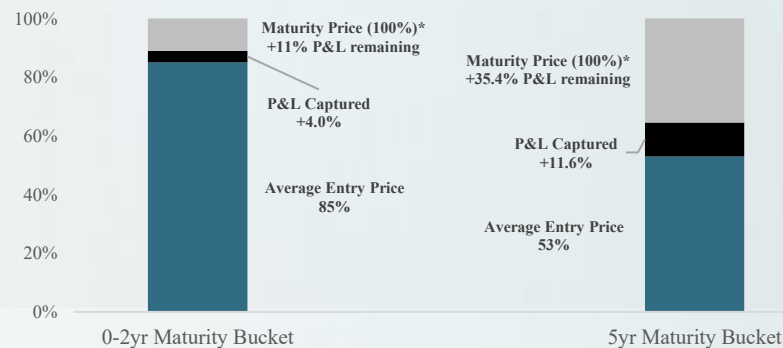 100%
80%
60%
40%
20%
0%
Maturity Price (100%)*
+11% P&L remaining
P&L Captured
+4.0%
Average Entry Price
85%
0-2yr Maturity Bucket
Maturity Price (100%)*
+35.4% P&L remaining
P&L Captured
+11.6%
Average Entry Price
53%
5yr Maturity Bucket